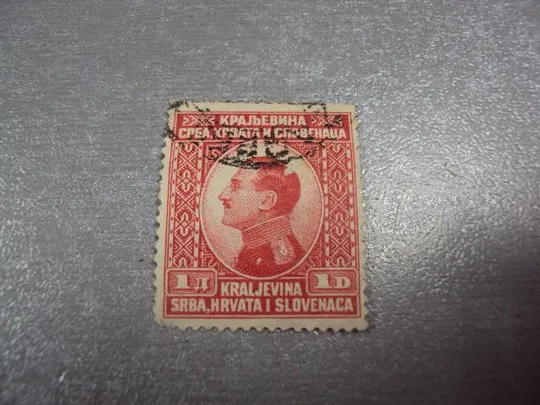 КРАЉЕВИНА
СРБА, ХРВАТА И СЛОВЕНАЦА
1 Д 1 D
KRALJEVINA
SRBA, HRVATA I SLOVENACA